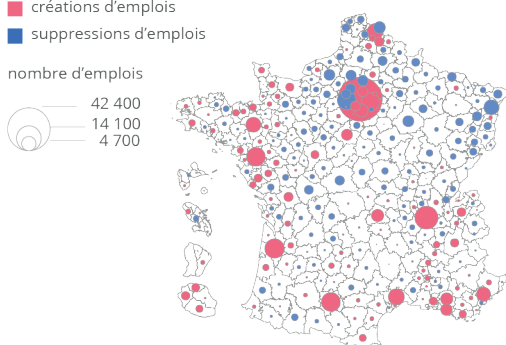 créations d'emplois
suppressions d'emplois
nombre d'emplois
42 400
14 100
4 700